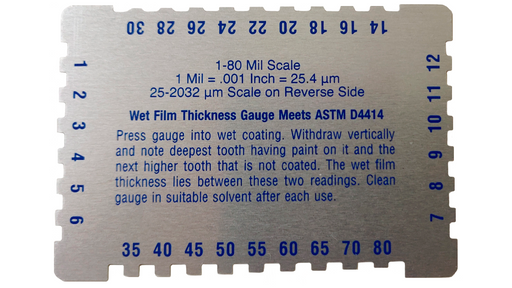 30 28 26 24 22 20 18 16 14
1-80 Mil Scale
1 Mil = .001 Inch = 25.4 µm
25-2032 µm Scale on Reverse Side
Wet Film Thickness Gauge Meets ASTM D4414
Press gauge into wet coating. Withdraw vertically
and note deepest tooth having paint on it and the
next higher tooth that is not coated. The wet film
thickness lies between these two readings. Clean
gauge in suitable solvent after each use.
1
2
3
4
5
6
12
11
10
9
8
7
35 40 45 50 55 60 65 70 80